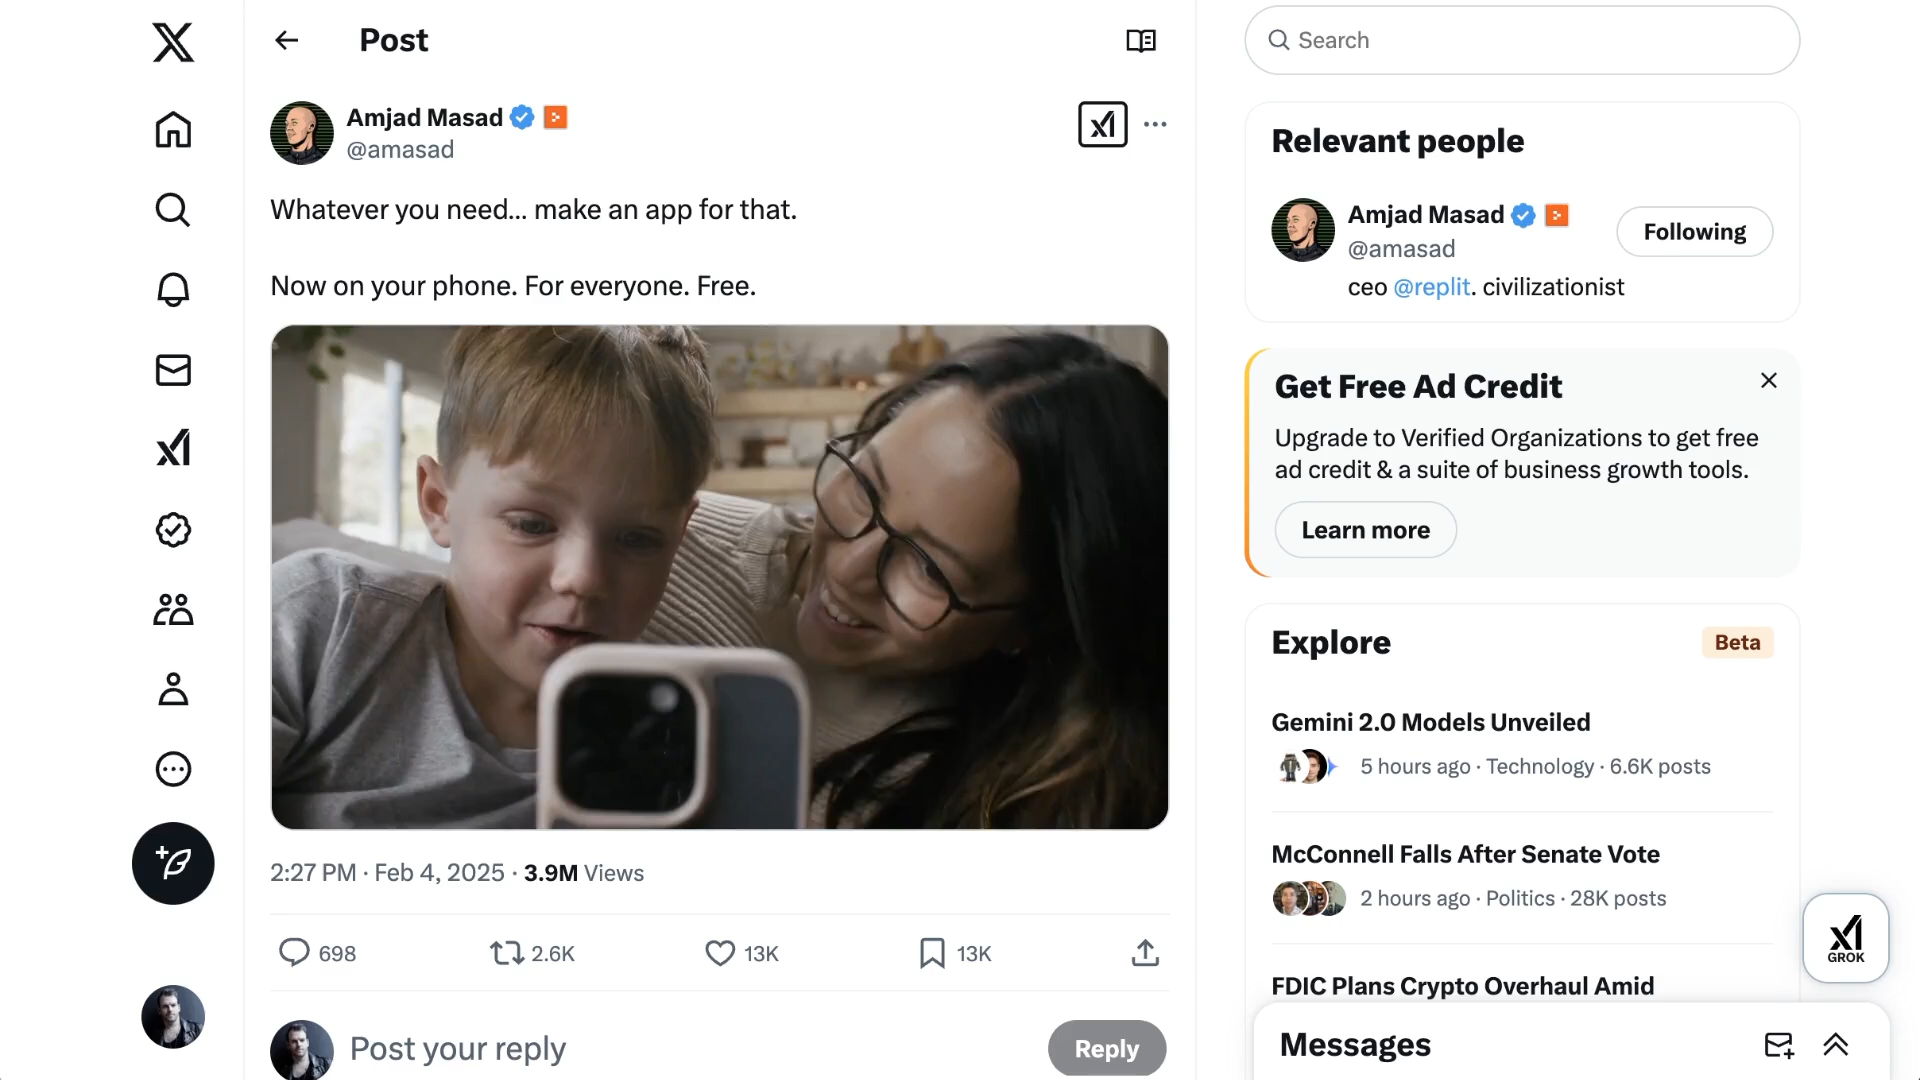 Post
Amjad Masad
@amasad
Whatever you need... make an app for that.
Now on your phone. For everyone. Free.
2:27 PM · Feb 4, 2025 · 3.9M Views
698
2.6K
13K
13K
Post your reply
Reply
Search
Relevant people
Amjad Masad
@amasad
Following
ceo @replit. civilizationist
Get Free Ad Credit
Upgrade to Verified Organizations to get free
ad credit & a suite of business growth tools.
Learn more
Explore
Beta
Gemini 2.0 Models Unveiled
5 hours ago · Technology · 6.6K posts
McConnell Falls After Senate Vote
2 hours ago · Politics · 28K posts
FDIC Plans Crypto Overhaul Amid
GROK
Messages